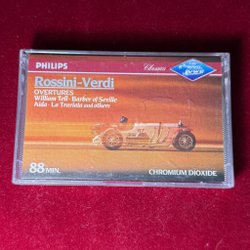 PHILIPS
Classics
Rossini-Verdi
OVERTURES
William Tell · Barber of Seville
Aida · La Traviata and others
88 MIN.
CHROMIUM DIOXIDE